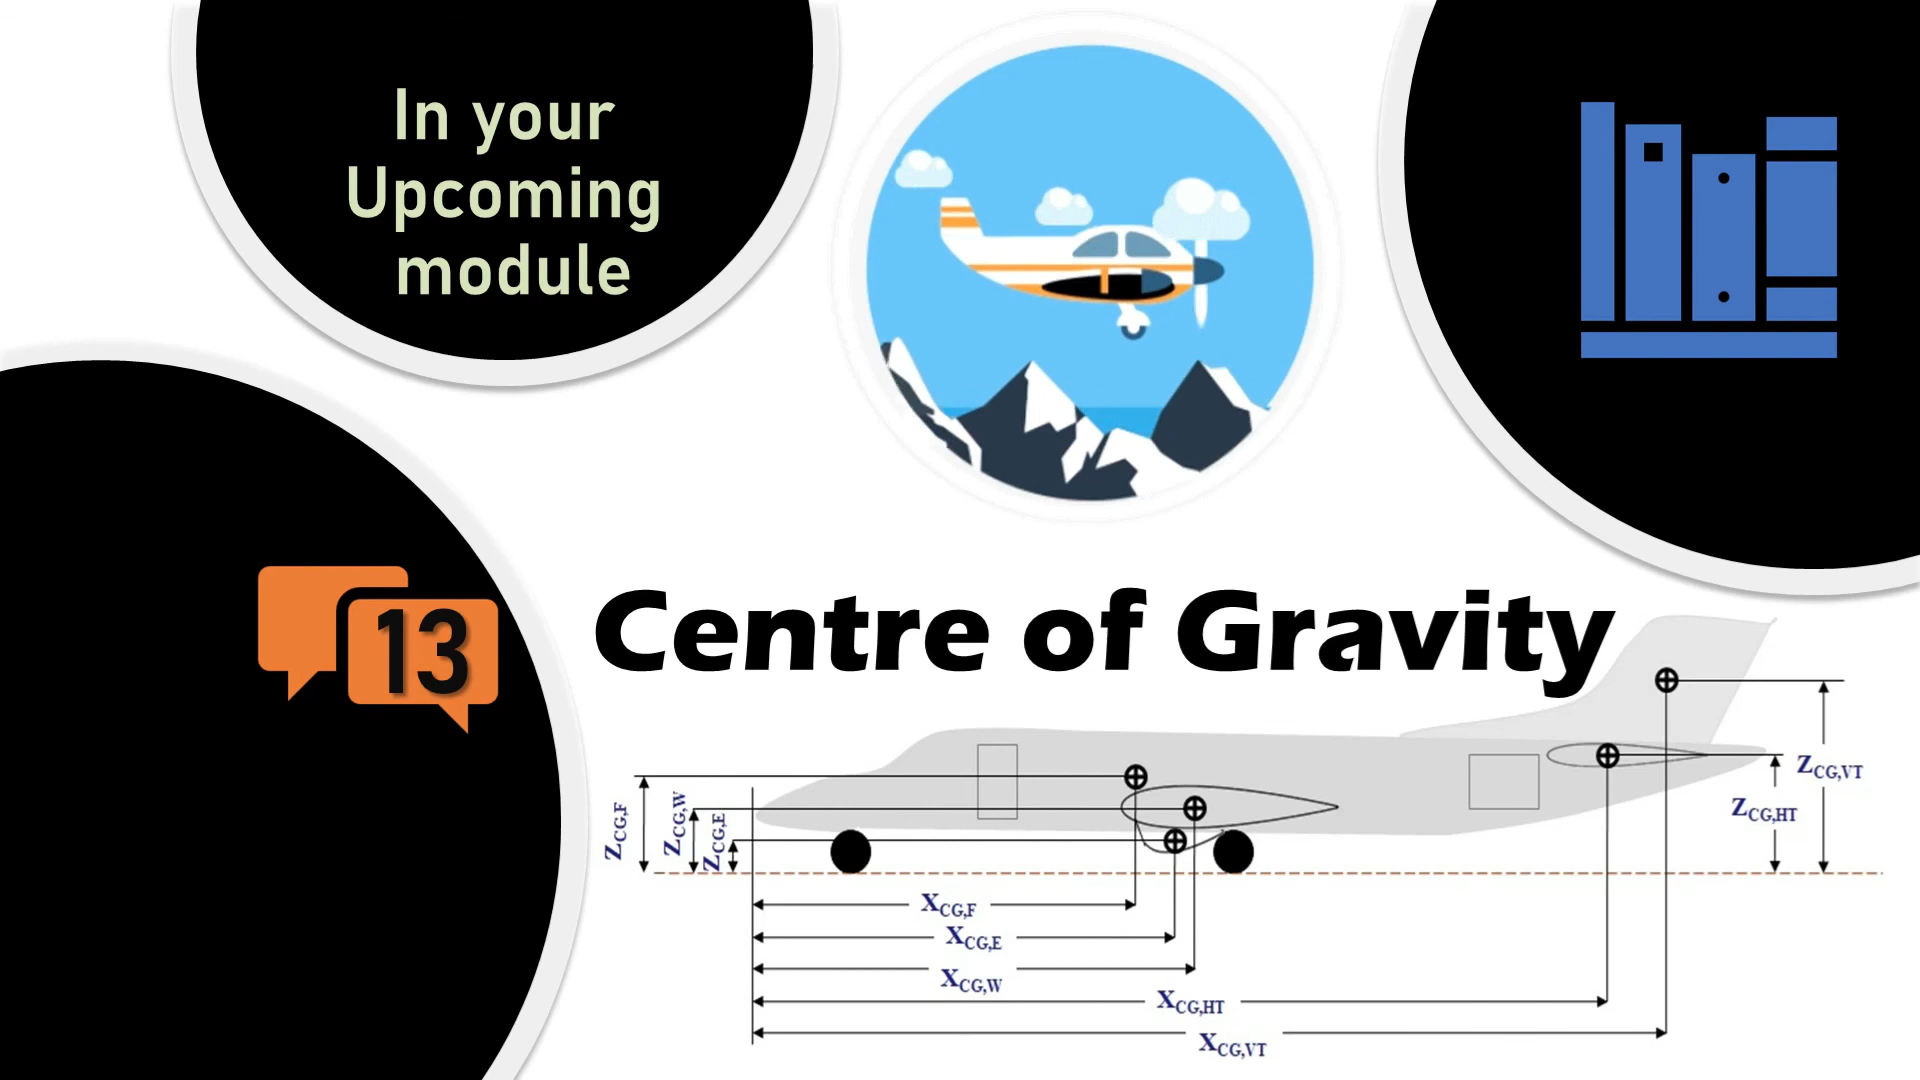 In your
Upcoming
module
13
Centre of Gravity
Z_CG,F
Z_CG,W
Z_CG,E
Z_CG,VT
Z_CG,HT
X_CG,F
X_CG,E
X_CG,W
X_CG,HT
X_CG,VT